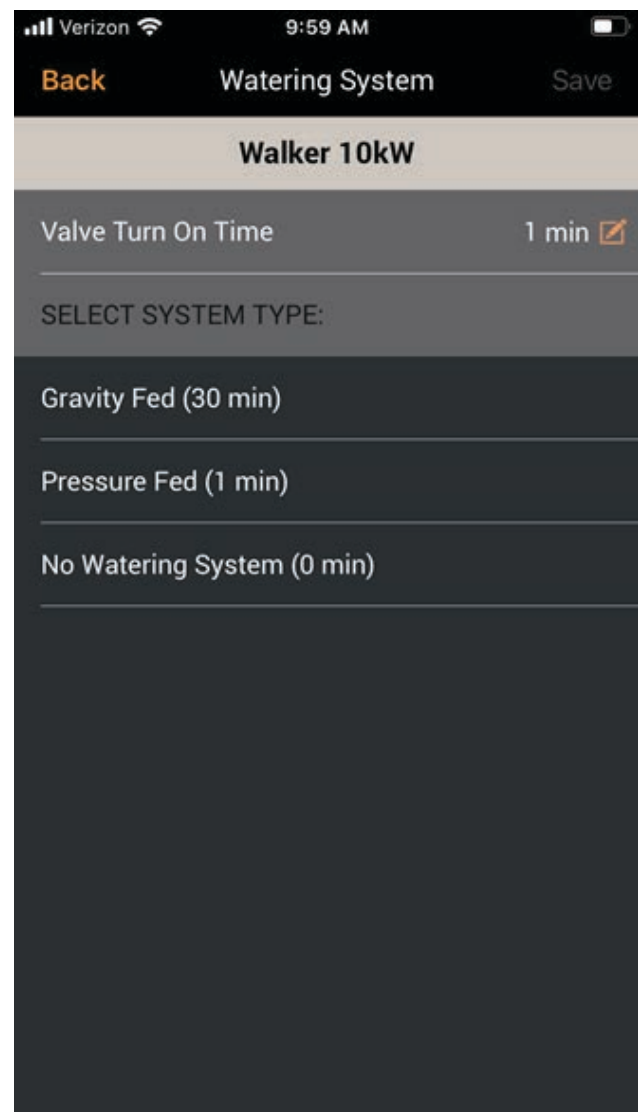 Verizon 9:59 AM
Back Watering System Save
Walker 10kW
Valve Turn On Time 1 min
SELECT SYSTEM TYPE:
Gravity Fed (30 min)
Pressure Fed (1 min)
No Watering System (0 min)